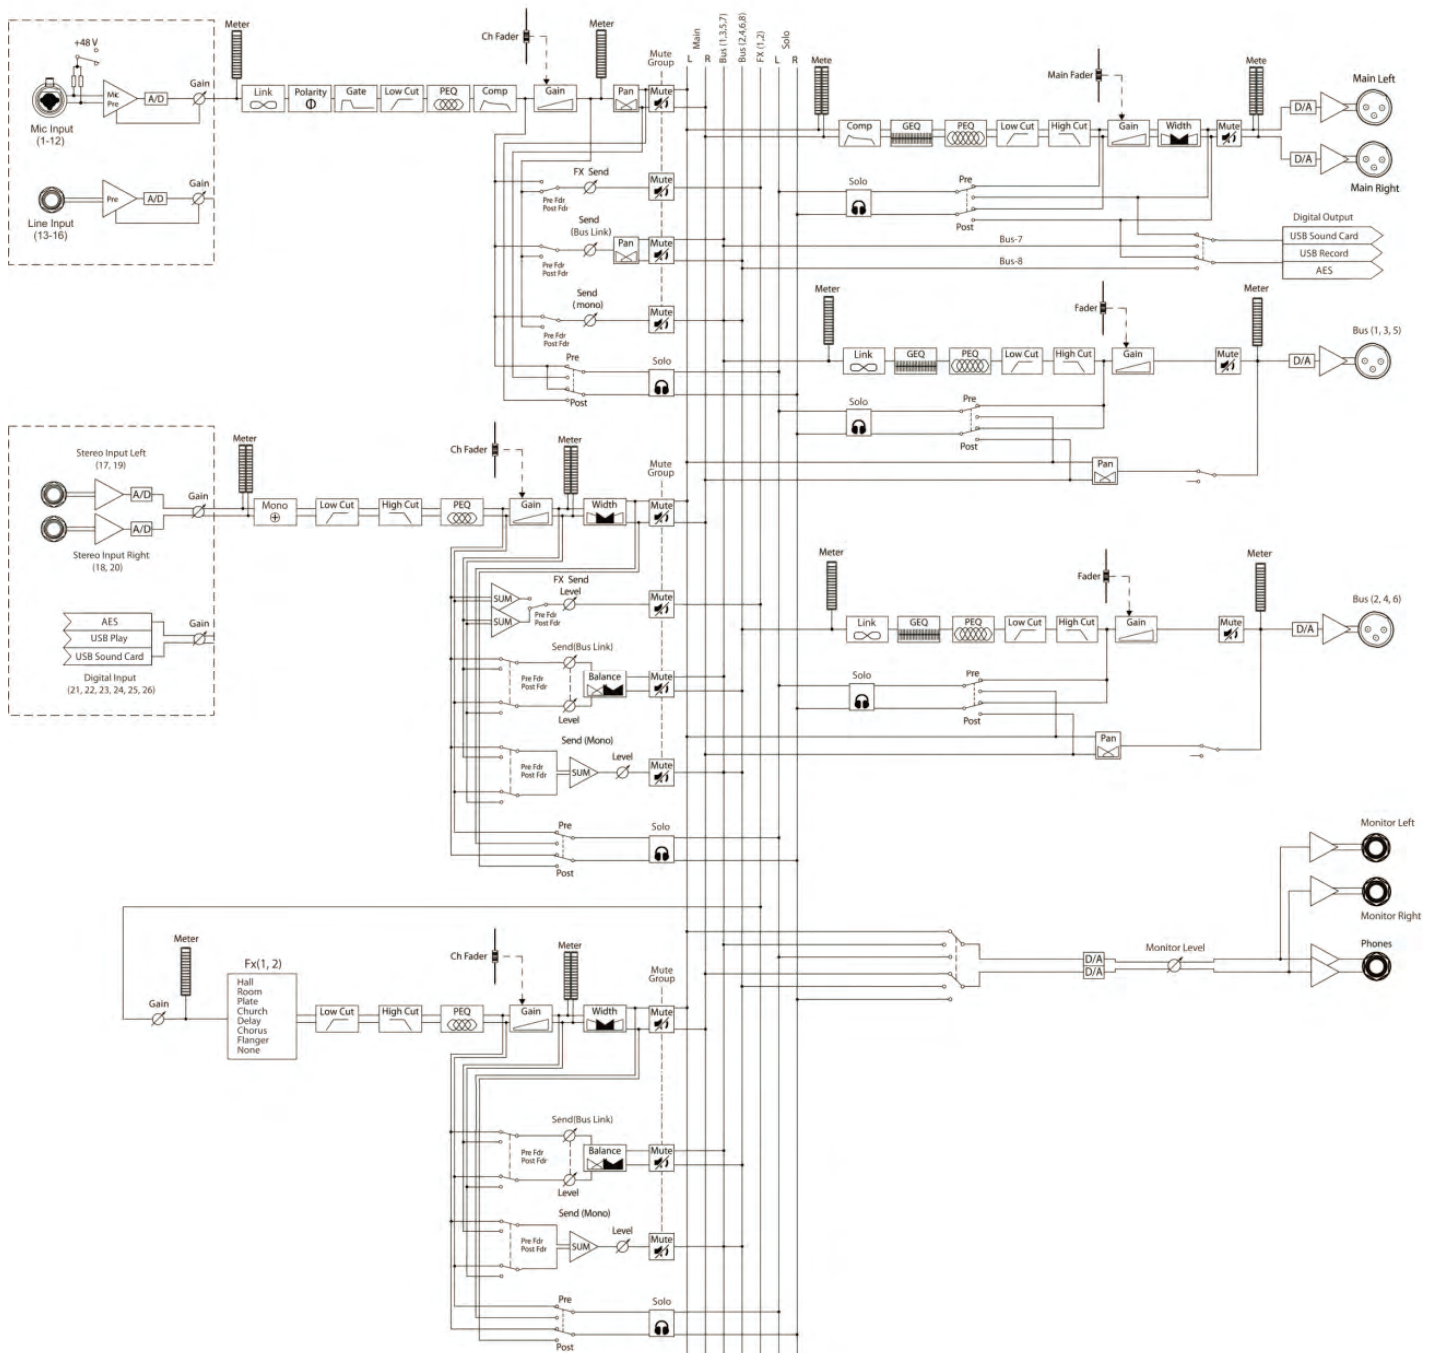 +48 V
Mic
Pre
A/D
Gain
Mic Input
(1-12)
Pre
A/D
Gain
Line Input
(13-16)
Meter
Link
Polarity
Gate
Low Cut
PEQ
Comp
Ch Fader
Gain
Meter
Pan
Mute
Group
Mute
FX Send
Pre Fdr
Post Fdr
Mute
Send
(Bus Link)
Pre Fdr
Post Fdr
Pan
Mute
Send
(mono)
Pre Fdr
Post Fdr
Mute
Pre
Post
Solo
L
Main
R
Bus (1,3,5,7)
Bus (2,4,6,8)
FX (1,2)
L
Solo
R
Mete
Comp
GEQ
PEQ
Low Cut
High Cut
Main Fader
Gain
Width
Mute
Mete
D/A
Main Left
D/A
Main Right
Solo
Pre
Post
Bus-7
Bus-8
Digital Output
USB Sound Card
USB Record
AES
Meter
Link
GEQ
PEQ
Low Cut
High Cut
Fader
Gain
Mute
Meter
D/A
Bus (1, 3, 5)
Solo
Pre
Post
Pan
Stereo Input Left
(17, 19)
A/D
A/D
Stereo Input Right
(18, 20)
Gain
AES
USB Play
USB Sound Card
Gain
Digital Input
(21, 22, 23, 24, 25, 26)
Meter
Mono
Low Cut
High Cut
PEQ
Ch Fader
Gain
Meter
Width
Mute
Group
Mute
SUM
SUM
FX Send
Level
Pre Fdr
Post Fdr
Mute
Send(Bus Link)
Pre Fdr
Post Fdr
Level
Balance
Mute
Send (Mono)
Pre Fdr
Post Fdr
SUM
Level
Mute
Pre
Post
Solo
Meter
Link
GEQ
PEQ
Low Cut
High Cut
Fader
Gain
Mute
Meter
D/A
Bus (2, 4, 6)
Solo
Pre
Post
Pan
Monitor Left
Monitor Right
Phones
D/A
D/A
Monitor Level
Gain
Meter
Fx(1, 2)
Hall
Room
Plate
Church
Delay
Chorus
Flanger
None
Low Cut
High Cut
PEQ
Ch Fader
Gain
Meter
Width
Mute
Group
Mute
Send(Bus Link)
Pre Fdr
Post Fdr
Level
Balance
Mute
Send (Mono)
Pre Fdr
Post Fdr
SUM
Level
Mute
Pre
Post
Solo